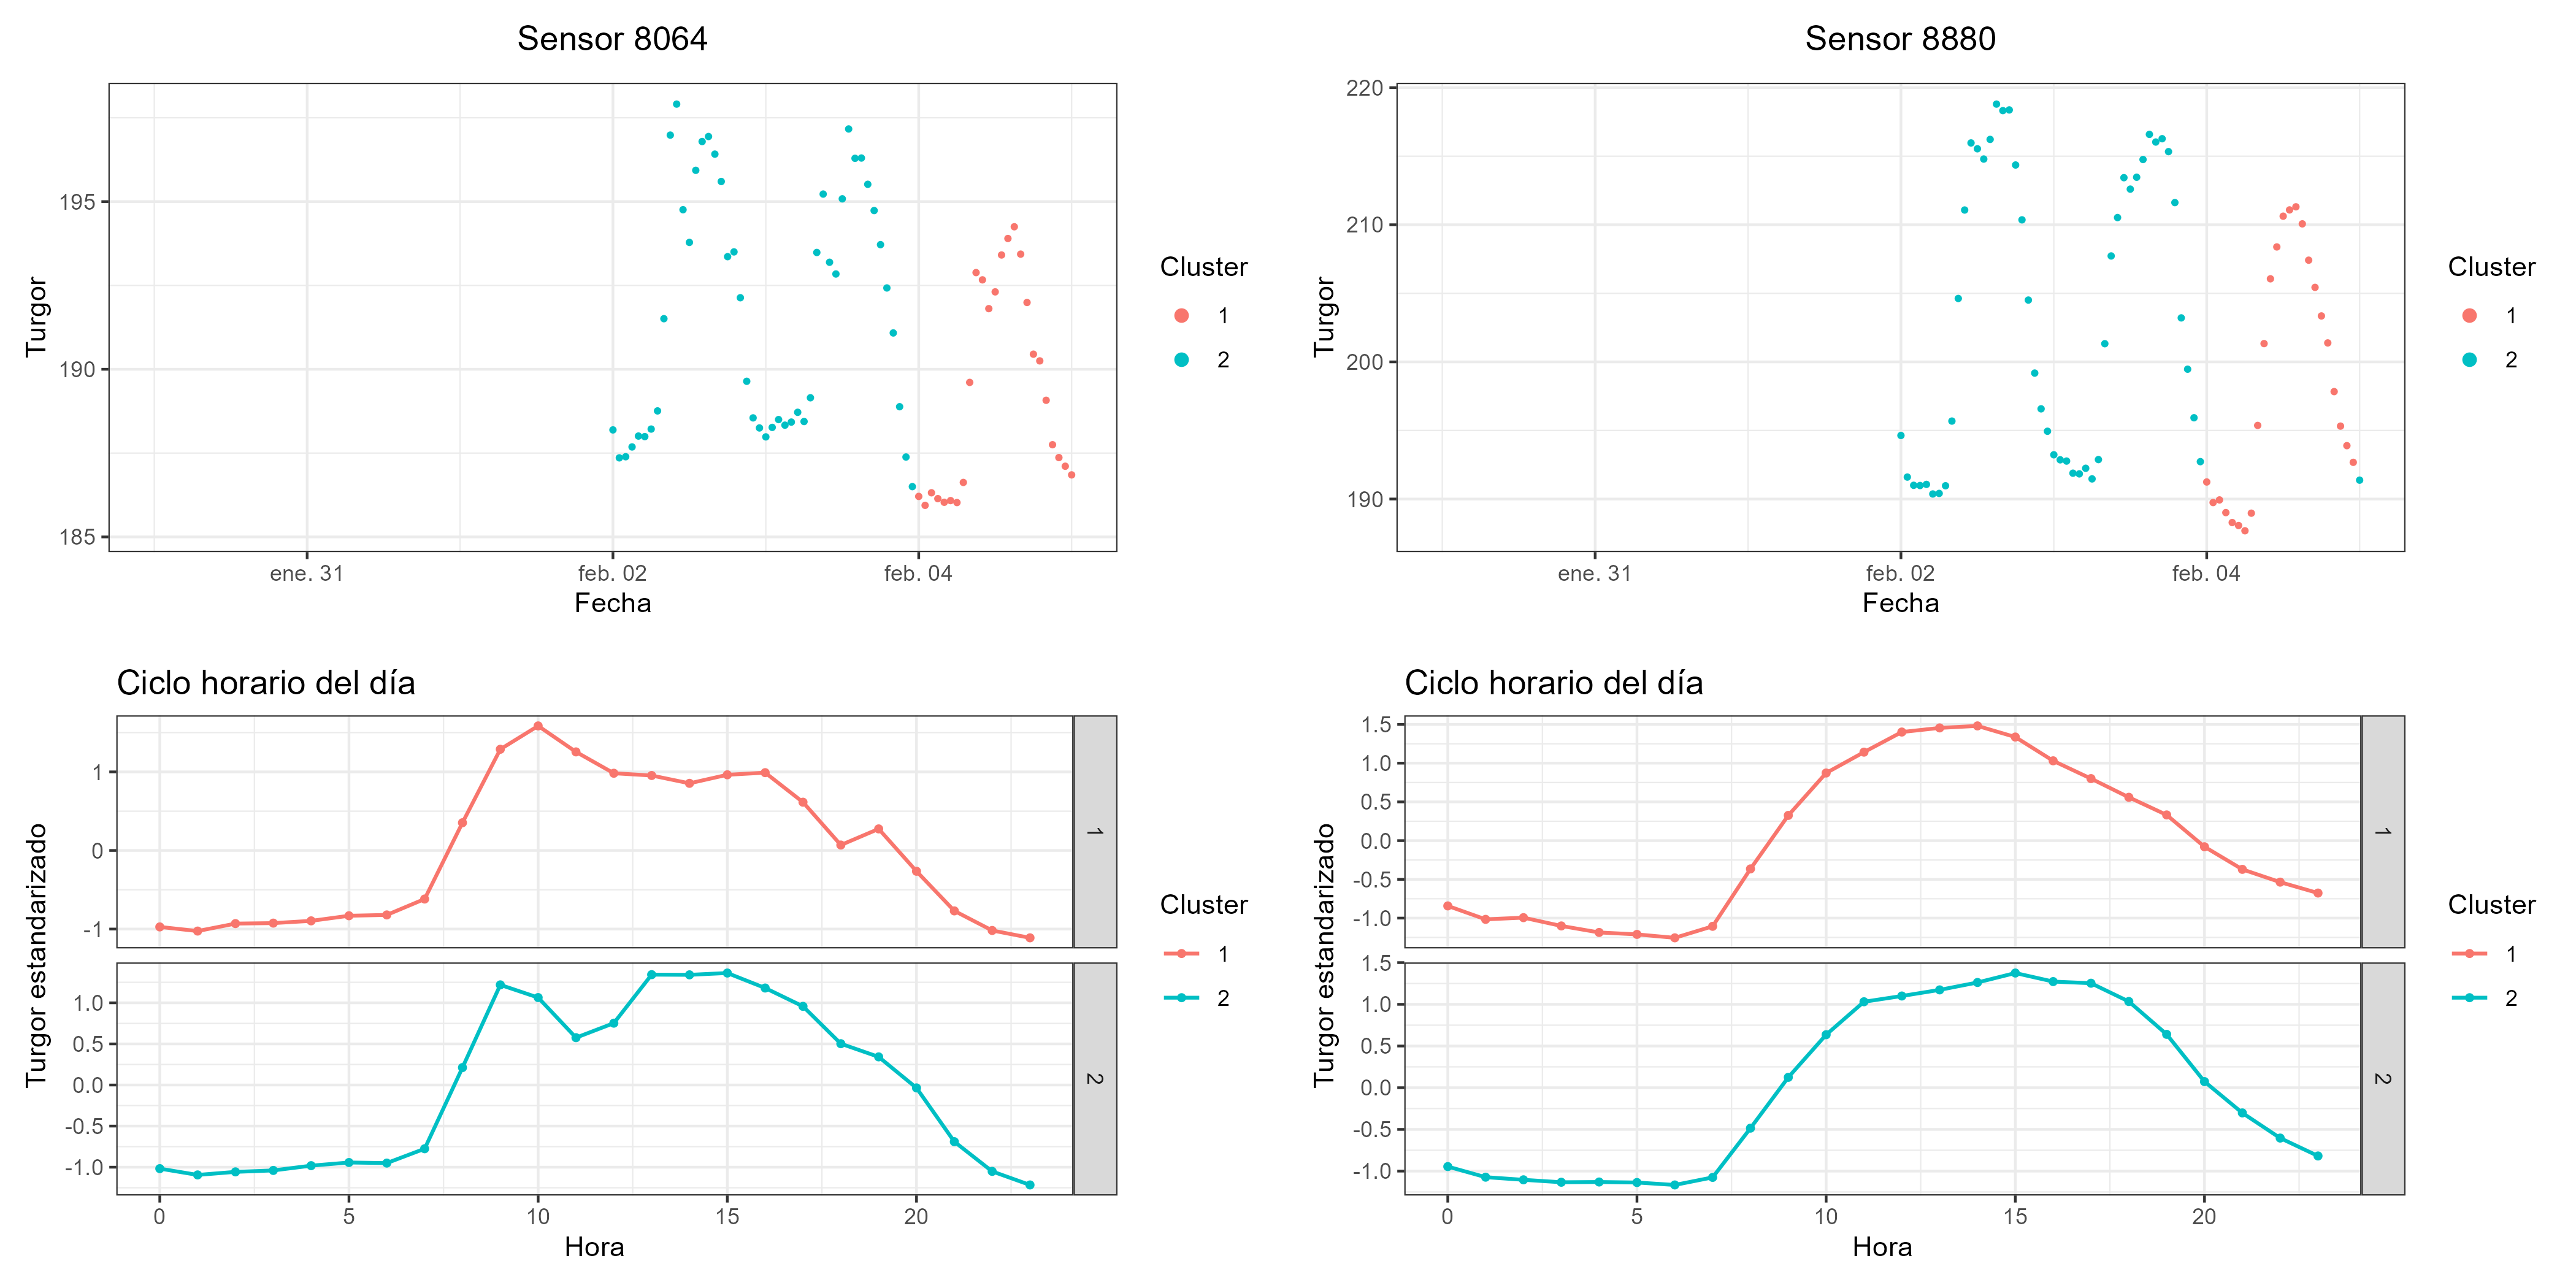 Sensor 8064
Turgor
195
190
185
ene. 31
feb. 02
feb. 04
Fecha
Cluster
1
2
Sensor 8880
Turgor
220
210
200
190
ene. 31
feb. 02
feb. 04
Fecha
Cluster
1
2
Ciclo horario del día
Turgor estandarizado
1
0
-1
1
1.0
0.5
0.0
-0.5
-1.0
2
0
5
10
15
20
Hora
Cluster
1
2
Ciclo horario del día
Turgor estandarizado
1.5
1.0
0.5
0.0
-0.5
-1.0
1
1.5
1.0
0.5
0.0
-0.5
-1.0
2
0
5
10
15
20
Hora
Cluster
1
2